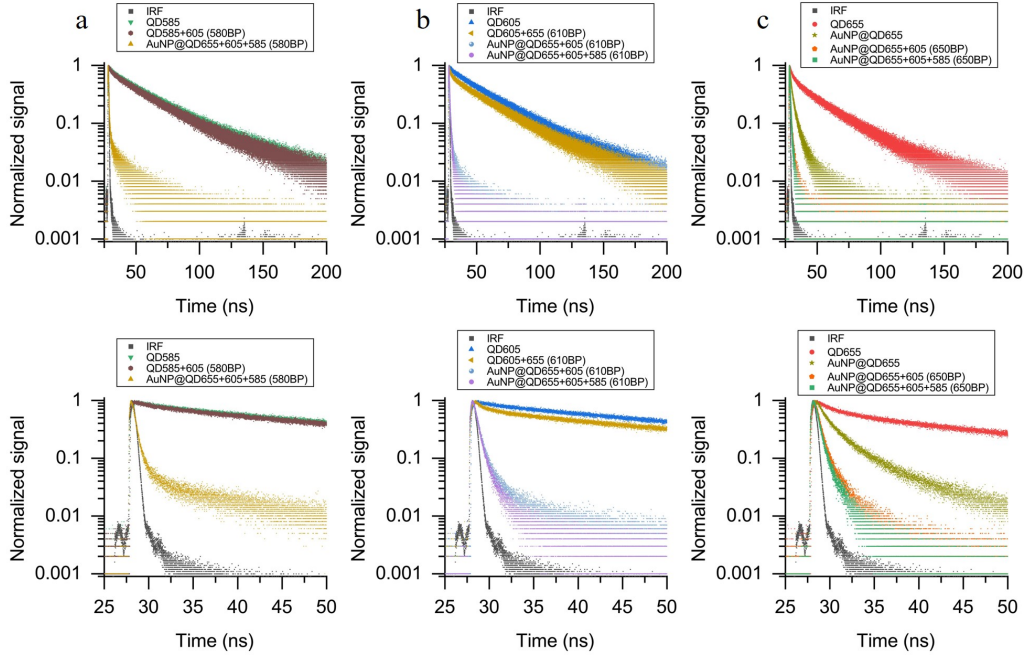 a
IRF
QD585
QD585+605 (580BP)
AuNP@QD655+605+585 (580BP)
Normalized signal
1
0.1
0.01
0.001
50
100
150
200
Time (ns)
b
IRF
QD605
QD605+655 (610BP)
AuNP@QD655+605 (610BP)
AuNP@QD655+605+585 (610BP)
Normalized signal
1
0.1
0.01
0.001
50
100
150
200
Time (ns)
c
IRF
QD655
AuNP@QD655
AuNP@QD655+605 (650BP)
AuNP@QD655+605+585 (650BP)
Normalized signal
1
0.1
0.01
0.001
50
100
150
200
Time (ns)
IRF
QD585
QD585+605 (580BP)
AuNP@QD655+605+585 (580BP)
Normalized signal
1
0.1
0.01
0.001
25
30
35
40
45
50
Time (ns)
IRF
QD605
QD605+655 (610BP)
AuNP@QD655+605 (610BP)
AuNP@QD655+605+585 (610BP)
Normalized signal
1
0.1
0.01
0.001
25
30
35
40
45
50
Time (ns)
IRF
QD655
AuNP@QD655
AuNP@QD655+605 (650BP)
AuNP@QD655+605+585 (650BP)
Normalized signal
1
0.1
0.01
0.001
25
30
35
40
45
50
Time (ns)